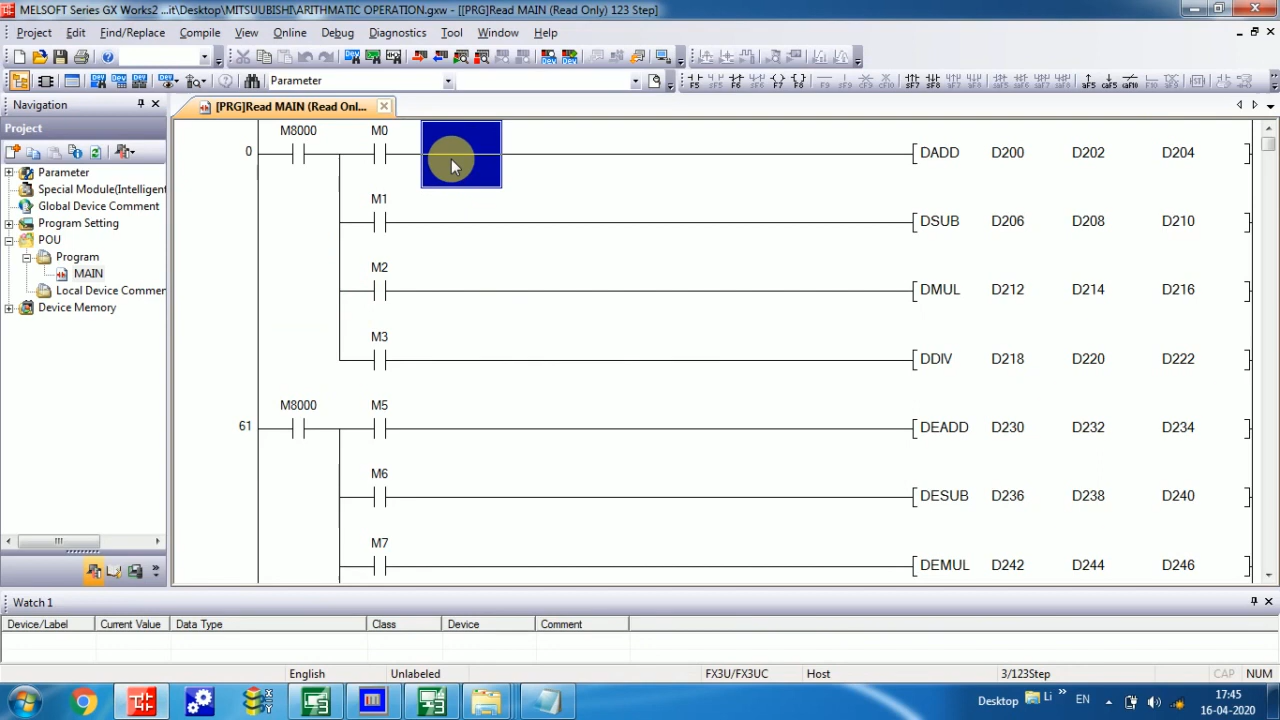 MELSOFT Series GX Works2 ...it\Desktop\MITSUUBISHI\ARITHMATIC OPERATION.gxw - [[PRG]Read MAIN (Read Only) 123 Step]
Project Edit Find/Replace Compile View Online Debug Diagnostics Tool Window Help
Parameter
Navigation
[PRG]Read MAIN (Read Onl...
Project
Parameter
Special Module(Intelligent
Global Device Comment
Program Setting
POU
Program
MAIN
Local Device Commer
Device Memory
M8000 M0
0 DADD D200 D202 D204
M1
DSUB D206 D208 D210
M2
DMUL D212 D214 D216
M3
DDIV D218 D220 D222
M8000 M5
61 DEADD D230 D232 D234
M6
DESUB D236 D238 D240
M7
DEMUL D242 D244 D246
Watch 1
Device/Label Current Value Data Type Class Device Comment
English Unlabeled FX3U/FX3UC Host 3/123Step CAP NUM
Desktop Li EN 17:45
16-04-2020